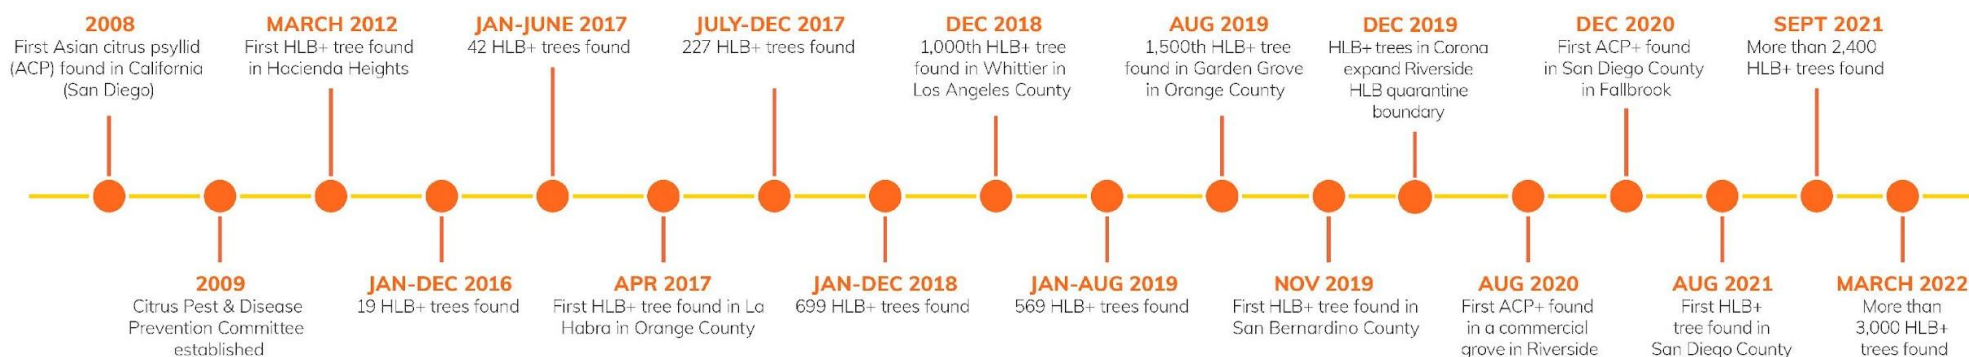 2008
First Asian citrus psyllid
(ACP) found in California
(San Diego)
2009
Citrus Pest & Disease
Prevention Committee
established
MARCH 2012
First HLB+ tree found
in Hacienda Heights
JAN-DEC 2016
19 HLB+ trees found
JAN-JUNE 2017
42 HLB+ trees found
APR 2017
First HLB+ tree found in La
Habra in Orange County
JULY-DEC 2017
227 HLB+ trees found
JAN-DEC 2018
699 HLB+ trees found
DEC 2018
1,000th HLB+ tree
found in Whittier in
Los Angeles County
JAN-AUG 2019
569 HLB+ trees found
AUG 2019
1,500th HLB+ tree
found in Garden Grove
in Orange County
NOV 2019
First HLB+ tree found in
San Bernardino County
DEC 2019
HLB+ trees in Corona
expand Riverside
HLB quarantine
boundary
AUG 2020
First ACP+ found
in a commercial
grove in Riverside
DEC 2020
First ACP+ found
in San Diego County
in Fallbrook
AUG 2021
First HLB+
tree found in
San Diego County
SEPT 2021
More than 2,400
HLB+ trees found
MARCH 2022
More than
3,000 HLB+
trees found